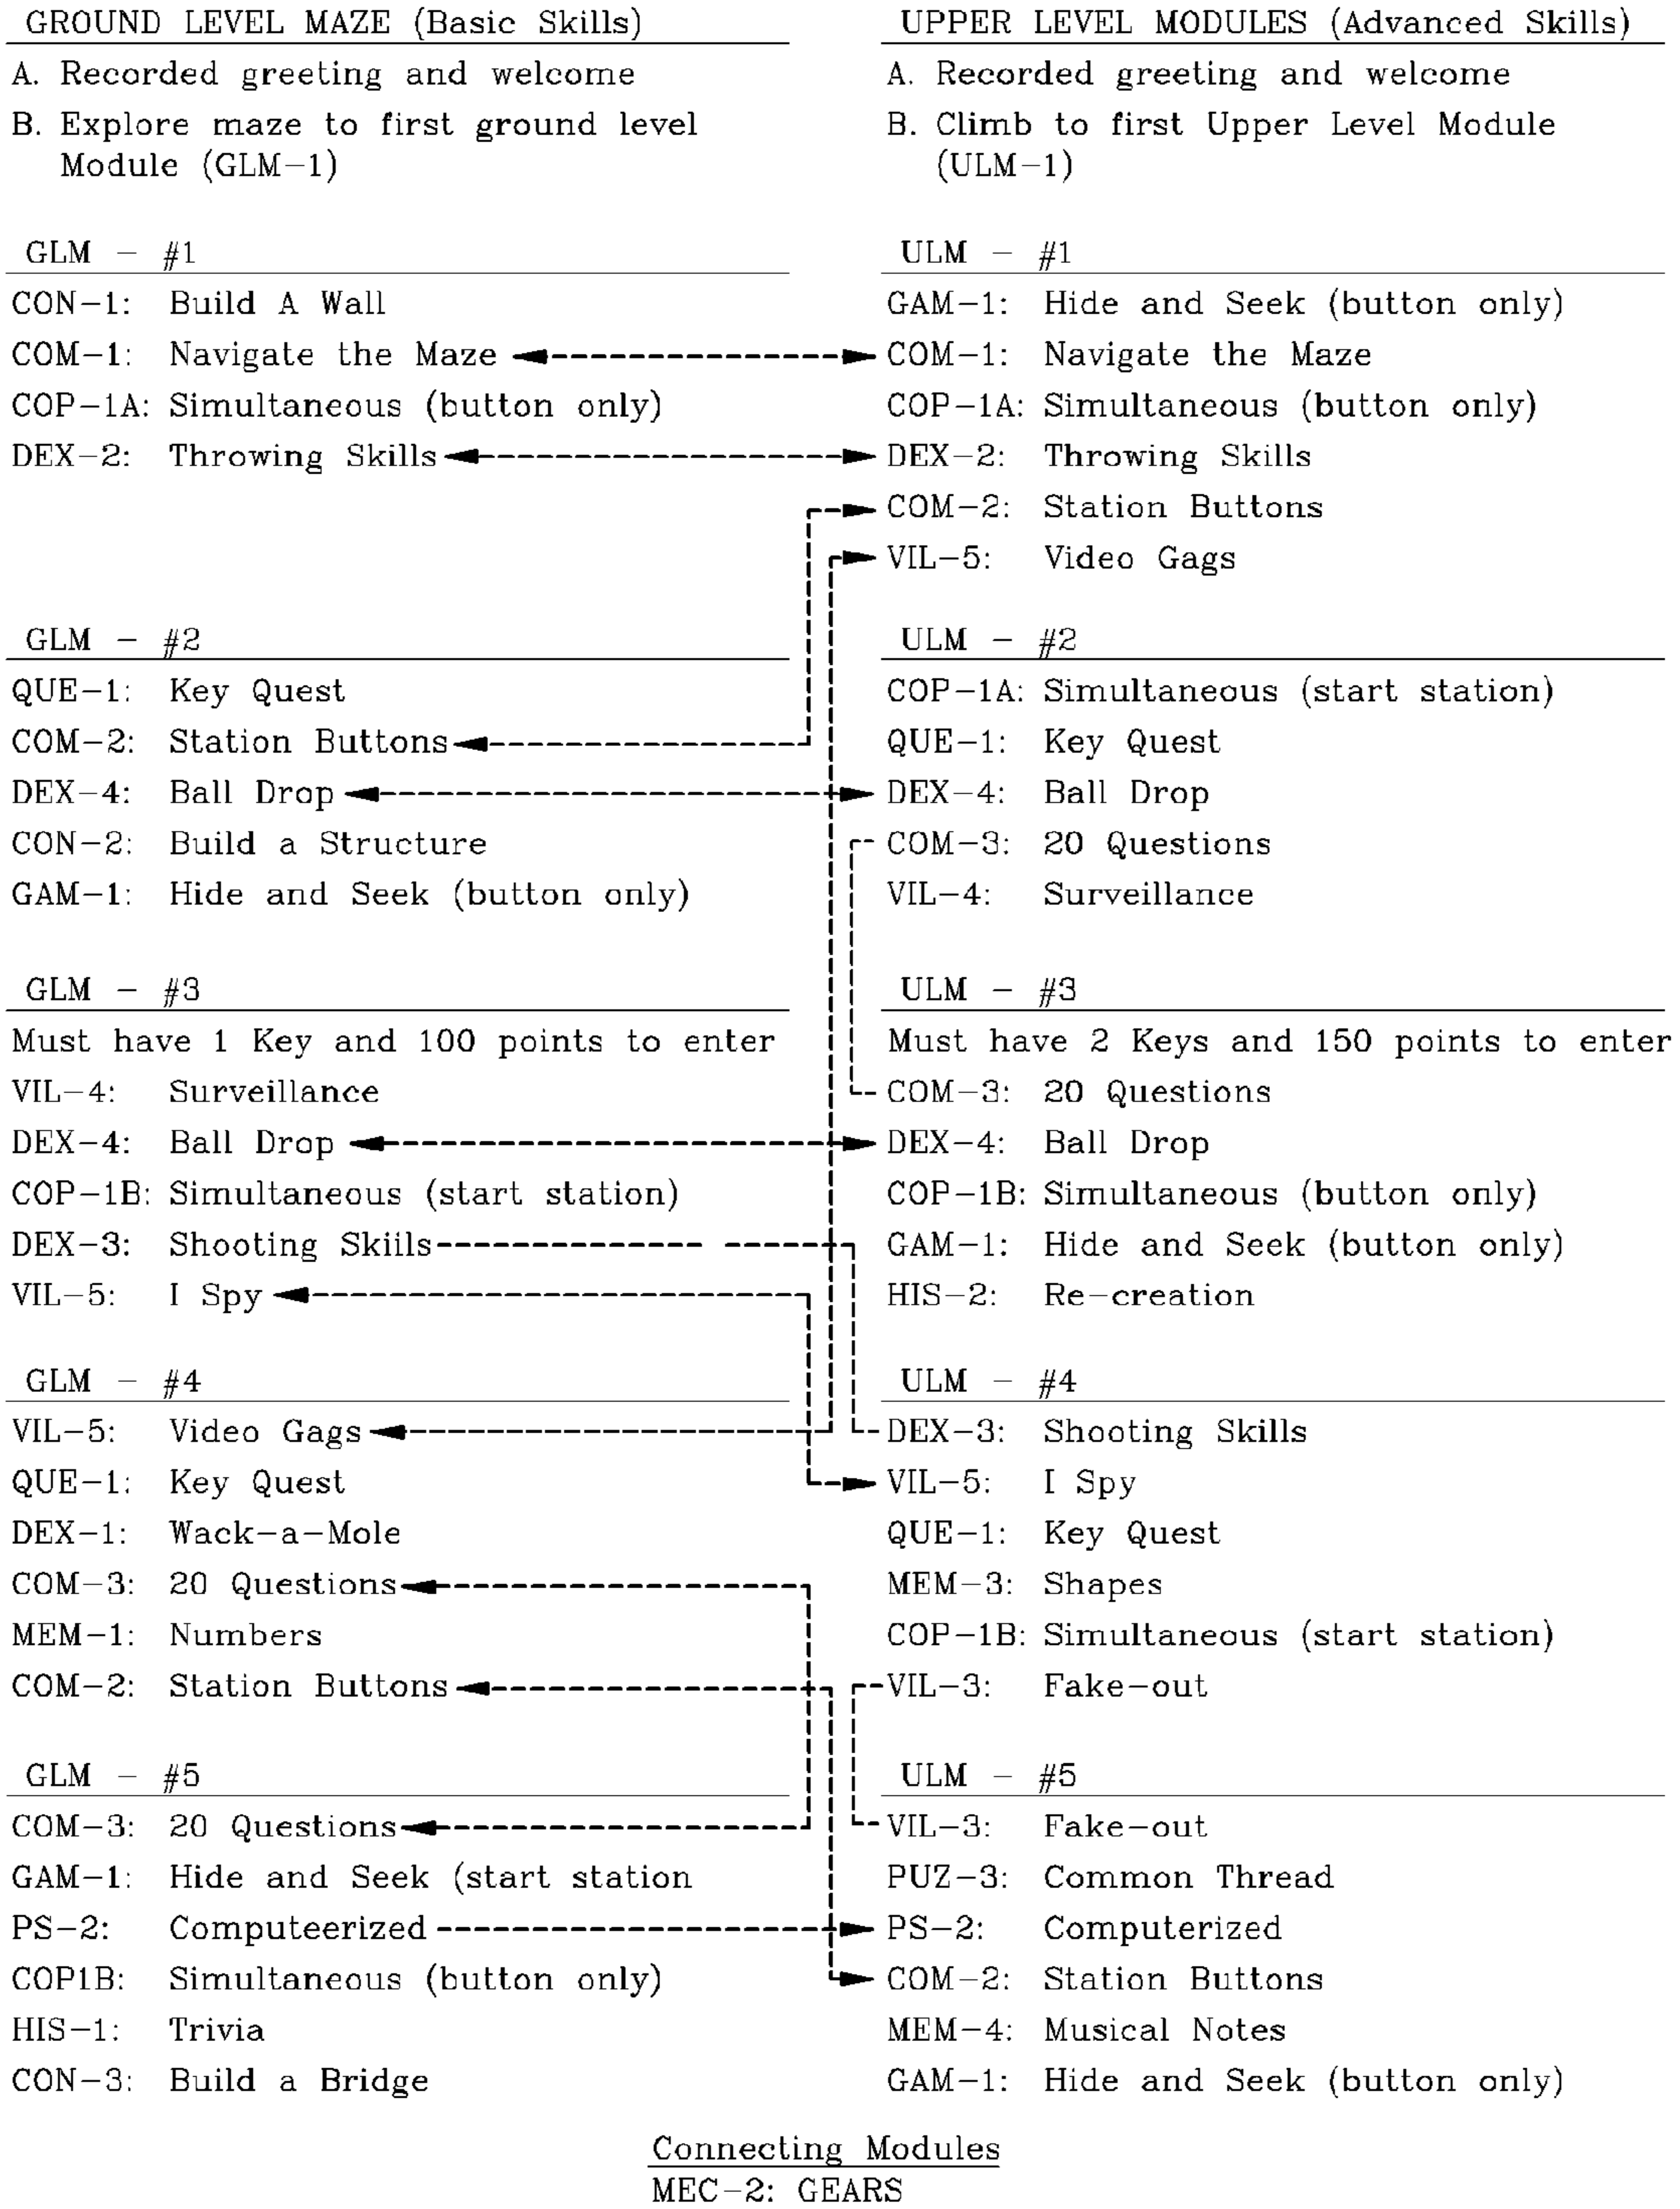 GROUND LEVEL MAZE (Basic Skills)
A. Recorded greeting and welcome
B. Explore maze to first ground level
Module (GLM-1)
GLM - #1
CON-1: Build A Wall
COM-1: Navigate the Maze
COP-1A: Simultaneous (button only)
DEX-2: Throwing Skills
GLM - #2
QUE-1: Key Quest
COM-2: Station Buttons
DEX-4: Ball Drop
CON-2: Build a Structure
GAM-1: Hide and Seek (button only)
GLM - #3
Must have 1 Key and 100 points to enter
VIL-4: Surveillance
DEX-4: Ball Drop
COP-1B: Simultaneous (start station)
DEX-3: Shooting Skiils
VIL-5: I Spy
GLM - #4
VIL-5: Video Gags
QUE-1: Key Quest
DEX-1: Wack-a-Mole
COM-3: 20 Questions
MEM-1: Numbers
COM-2: Station Buttons
GLM - #5
COM-3: 20 Questions
GAM-1: Hide and Seek (start station
PS-2: Computeerized
COP1B: Simultaneous (button only)
HIS-1: Trivia
CON-3: Build a Bridge
UPPER LEVEL MODULES (Advanced Skills)
A. Recorded greeting and welcome
B. Climb to first Upper Level Module
(ULM-1)
ULM - #1
GAM-1: Hide and Seek (button only)
COM-1: Navigate the Maze
COP-1A: Simultaneous (button only)
DEX-2: Throwing Skills
COM-2: Station Buttons
VIL-5: Video Gags
ULM - #2
COP-1A: Simultaneous (start station)
QUE-1: Key Quest
DEX-4: Ball Drop
COM-3: 20 Questions
VIL-4: Surveillance
ULM - #3
Must have 2 Keys and 150 points to enter
COM-3: 20 Questions
DEX-4: Ball Drop
COP-1B: Simultaneous (button only)
GAM-1: Hide and Seek (button only)
HIS-2: Re-creation
ULM - #4
DEX-3: Shooting Skills
VIL-5: I Spy
QUE-1: Key Quest
MEM-3: Shapes
COP-1B: Simultaneous (start station)
VIL-3: Fake-out
ULM - #5
VIL-3: Fake-out
PUZ-3: Common Thread
PS-2: Computerized
COM-2: Station Buttons
MEM-4: Musical Notes
GAM-1: Hide and Seek (button only)
Connecting Modules
MEC-2: GEARS